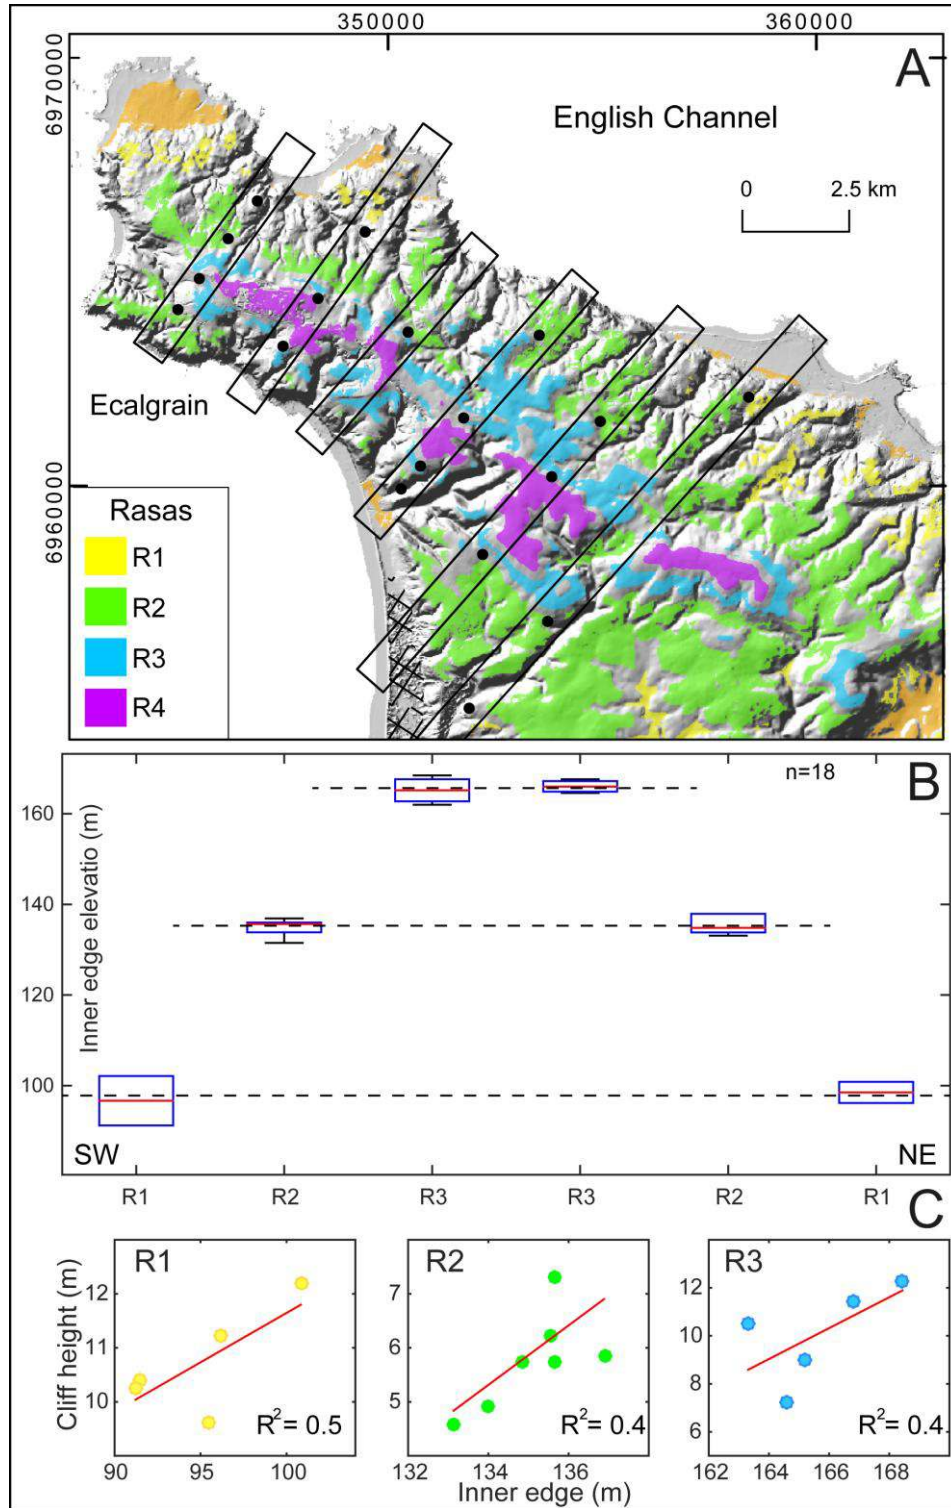 350000 360000
A
6970000
English Channel
0 2.5 km
Ecalgrain
6960000
Rasas
R1
R2
R3
R4
B
n=18
Inner edge elevatio (m)
160
140
120
100
SW NE
R1 R2 R3 R3 R2 R1
C
R1 R2 R3
Cliff height (m)
12
10
7
6
5
12
10
8
6
R²= 0.5 R²= 0.4 R²= 0.4
90 95 100 132 134 136 162 164 166 168
Inner edge (m)